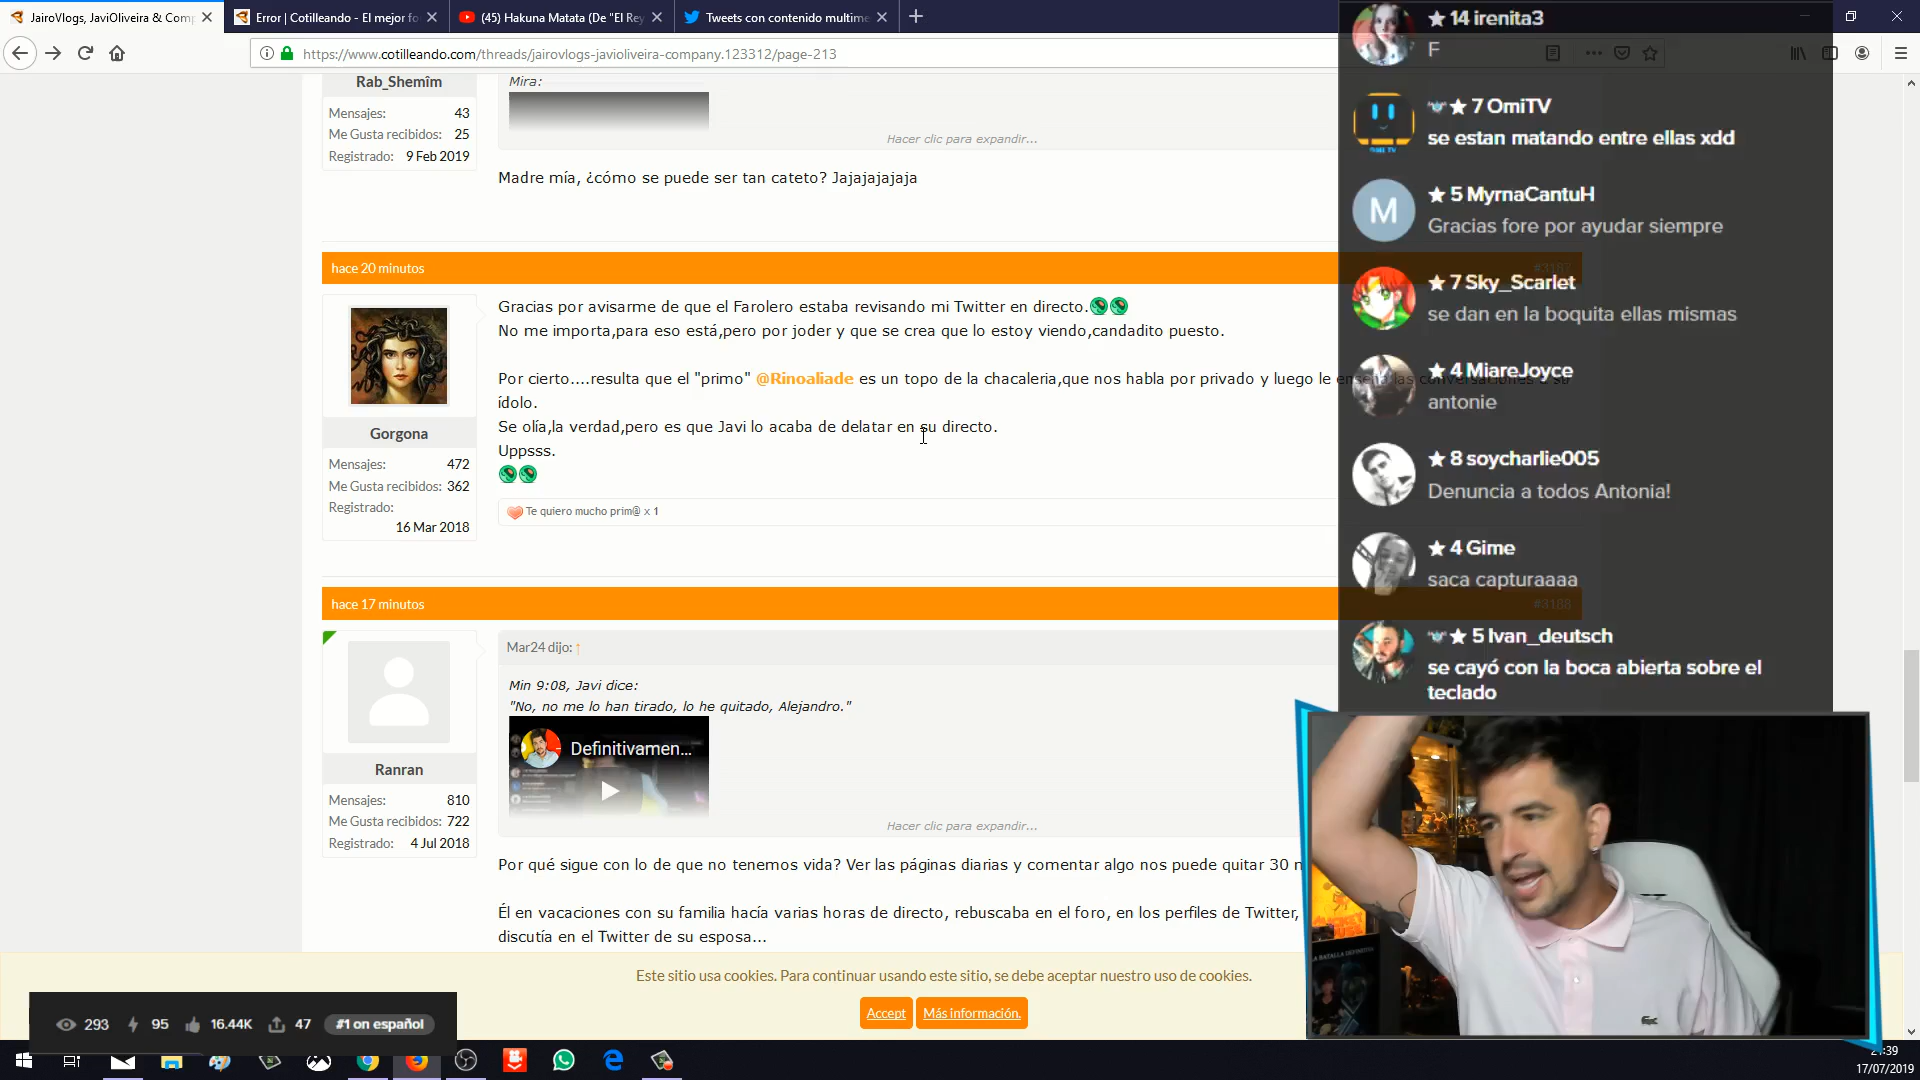 JairoVlogs, JaviOliveira & Comp
Error | Cotilleando - El mejor fo
(45) Hakuna Matata (De "El Rey
Tweets con contenido multime
https://www.cotilleando.com/threads/jairovlogs-javioliveira-company.123312/page-213
Rab_Shemîm
Mensajes: 43
Me Gusta recibidos: 25
Registrado: 9 Feb 2019
Mira:
Hacer clic para expandir...
Madre mía, ¿cómo se puede ser tan cateto? Jajajajajaja
hace 20 minutos
Gorgona
Mensajes: 472
Me Gusta recibidos: 362
Registrado:
16 Mar 2018
Gracias por avisarme de que el Farolero estaba revisando mi Twitter en directo.
No me importa,para eso está,pero por joder y que se crea que lo estoy viendo,candadito puesto.
Por cierto....resulta que el "primo" @Rinoaliade es un topo de la chacaleria,que nos habla por privado y luego le enseña las conversaciones a su
ídolo.
Se olía,la verdad,pero es que Javi lo acaba de delatar en su directo.
Uppsss.
Te quiero mucho prim@ x 1
hace 17 minutos
#3188
Ranran
Mensajes: 810
Me Gusta recibidos: 722
Registrado: 4 Jul 2018
Mar24 dijo: ↑
Min 9:08, Javi dice:
"No, no me lo han tirado, lo he quitado, Alejandro."
Definitivamen...
Hacer clic para expandir...
Por qué sigue con lo de que no tenemos vida? Ver las páginas diarias y comentar algo nos puede quitar 30
Él en vacaciones con su familia hacía varias horas de directo, rebuscaba en el foro, en los perfiles de Twitter,
discutía en el Twitter de su esposa...
Este sitio usa cookies. Para continuar usando este sitio, se debe aceptar nuestro uso de cookies.
Accept
Más información.
293
95
16.44K
47
#1 on español
★ 14 irenita3
F
★ 7 OmiTV
se estan matando entre ellas xdd
M
★ 5 MyrnaCantuH
Gracias fore por ayudar siempre
★ 7 Sky_Scarlet
se dan en la boquita ellas mismas
★ 4 MiareJoyce
antonie
★ 8 soycharlie005
Denuncia a todos Antonia!
★ 4 Gime
saca capturaaaa
★ 5 Ivan_deutsch
se cayó con la boca abierta sobre el
teclado
LA BATALLA DEFINITIVA
21:39
17/07/2019